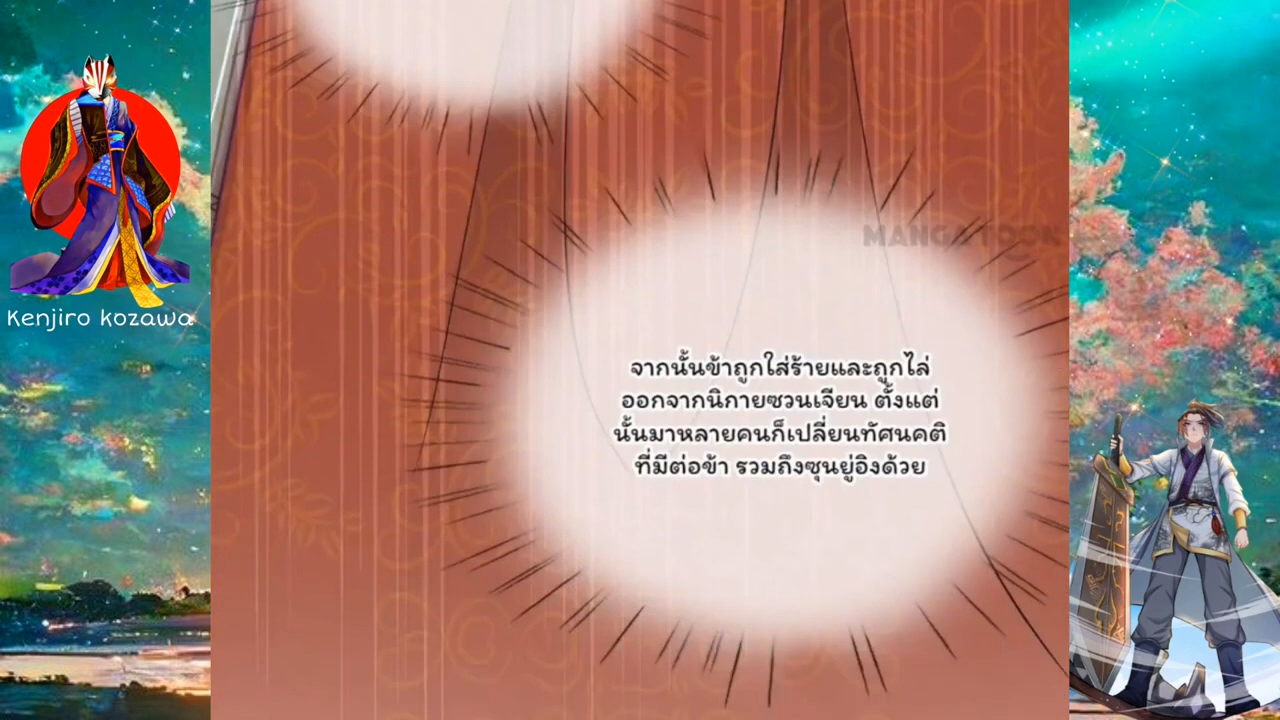 Kenjiro kozawa
MANGATOON
จากนั้นข้าถูกใส่ร้ายและถูกไล่
ออกจากนิกายซวนเจียน ตั้งแต่
นั้นมาหลายคนก็เปลี่ยนทัศนคติ
ที่มีต่อข้า รวมถึงซุนยู่อิงด้วย